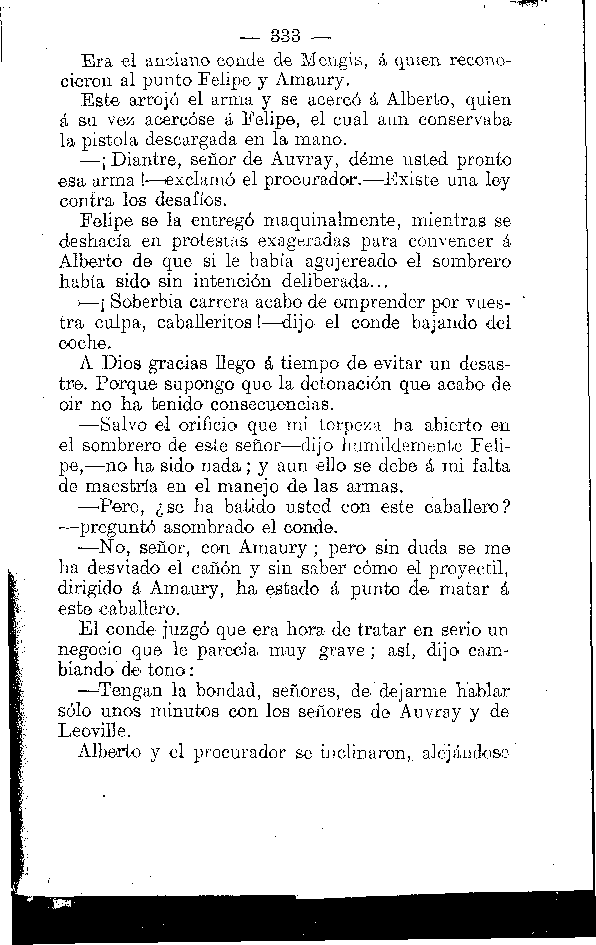 — 333 —
Era el anciano conde de Mengis, á quien recono-
cieron al punto Felipe y Amaury.
Este arrojó el arma y se acercó á Alberto, quien
á su vez acercóse á Felipe, el cual aun conservaba
la pistola descargada en la mano.
—¡Diantre, señor de Auvray, déme usted pronto
esa arma!—exclamó el procurador.—Existe una ley
contra los desafíos.
Felipe se la entregó maquinalmente, mientras se
deshacía en protestas exageradas para convencer á
Alberto de que si le había agujereado el sombrero
había sido sin intención deliberada...
—¡Soberbia carrera acabo de emprender por vues-
tra culpa, caballeritos!—dijo el conde bajando del
coche.
A Dios gracias llego á tiempo de evitar un desas-
tre. Porque supongo que la detonación que acabo de
oir no ha tenido consecuencias.
—Salvo el orificio que mi torpeza ha abierto en
el sombrero de este señor—dijo humildemente Feli-
pe,—no ha sido nada; y aun ello se debe á mi falta
de maestría en el manejo de las armas.
—Pero, ¿se ha batido usted con este caballero?
—preguntó asombrado el conde.
—No, señor, con Amaury; pero sin duda se me
ha desviado el cañón y sin saber cómo el proyectil,
dirigido á Amaury, ha estado á punto de matar á
este caballero.
El conde juzgó que era hora de tratar en serio un
negocio que le parecía muy grave; así, dijo cam-
biando de tono:
—Tengan la bondad, señores, de dejarme hablar
sólo unos minutos con los señores de Auvray y de
Leoville.
Alberto y el procurador se inclinaron, alejándose